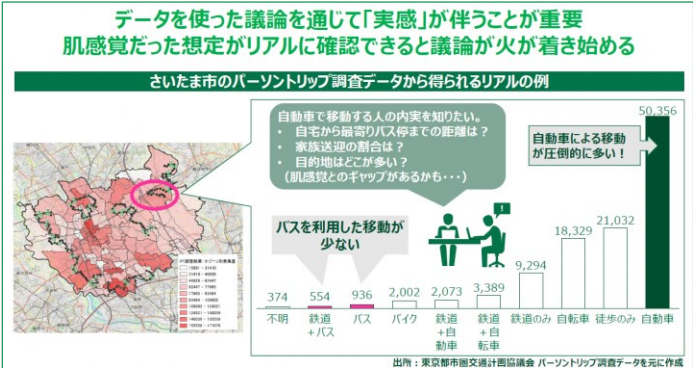 データを使った議論を通じて「実感」が伴うことが重要
肌感覚だった想定がリアルに確認できると議論が火が着き始める
さいたま市のパーソントリップ調査データから得られるリアルの例
自動車で移動する人の内実を知りたい。
• 自宅から最寄りバス停までの距離は？
• 家族送迎の割合は？
• 目的地はどこが多い？
（肌感覚とのギャップがあるかも・・・）
50,356
自動車による移動
が圧倒的に多い！
バスを利用した移動が
少ない
!
374
554
936
2,002
2,073
3,389
9,294
18,329
21,032
不明
鉄道
+バス
バス
バイク
鉄道
+自動車
鉄道
+自転車
鉄道のみ
自転車
徒歩のみ
自動車
出所：東京都市圏交通計画協議会 パーソントリップ調査データを元に作成